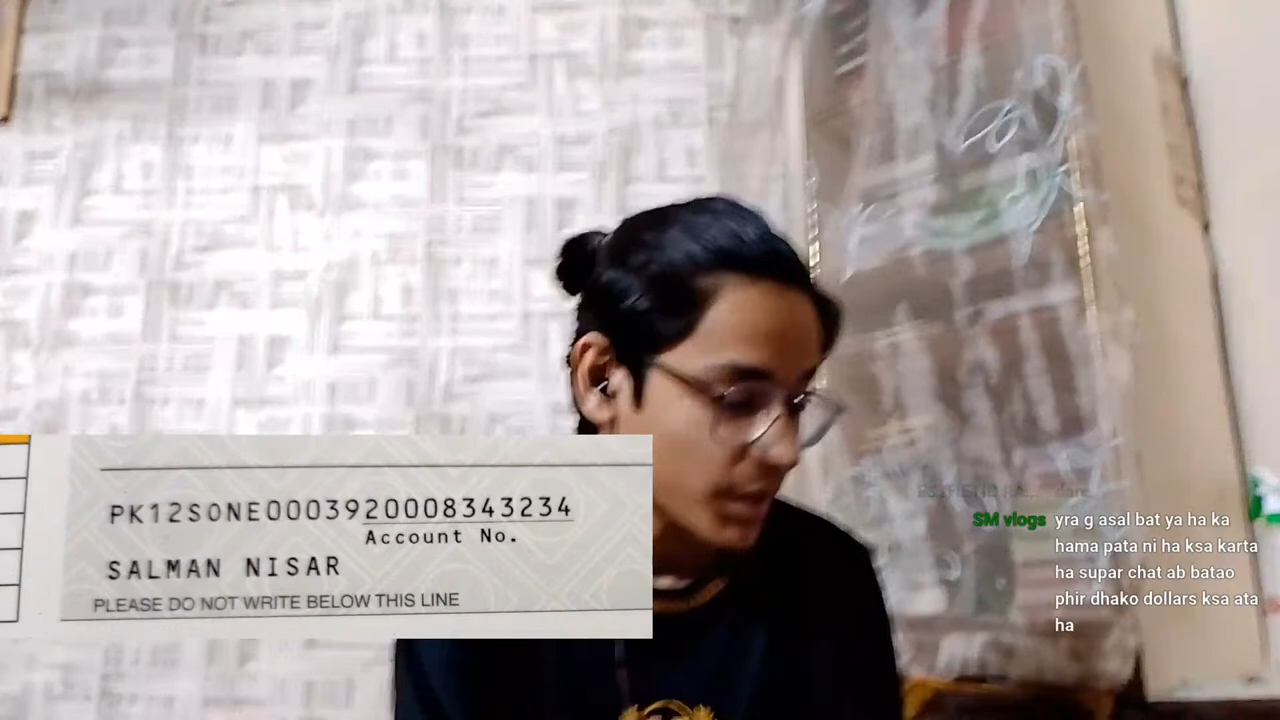 PK12SONE0003920008343234
Account No.
SALMAN NISAR
PLEASE DO NOT WRITE BELOW THIS LINE
SM vlogs yra g asal bat ya ha ka
hama pata ni ha ksa karta
ha supar chat ab batao
phir dhako dollars ksa ata
ha